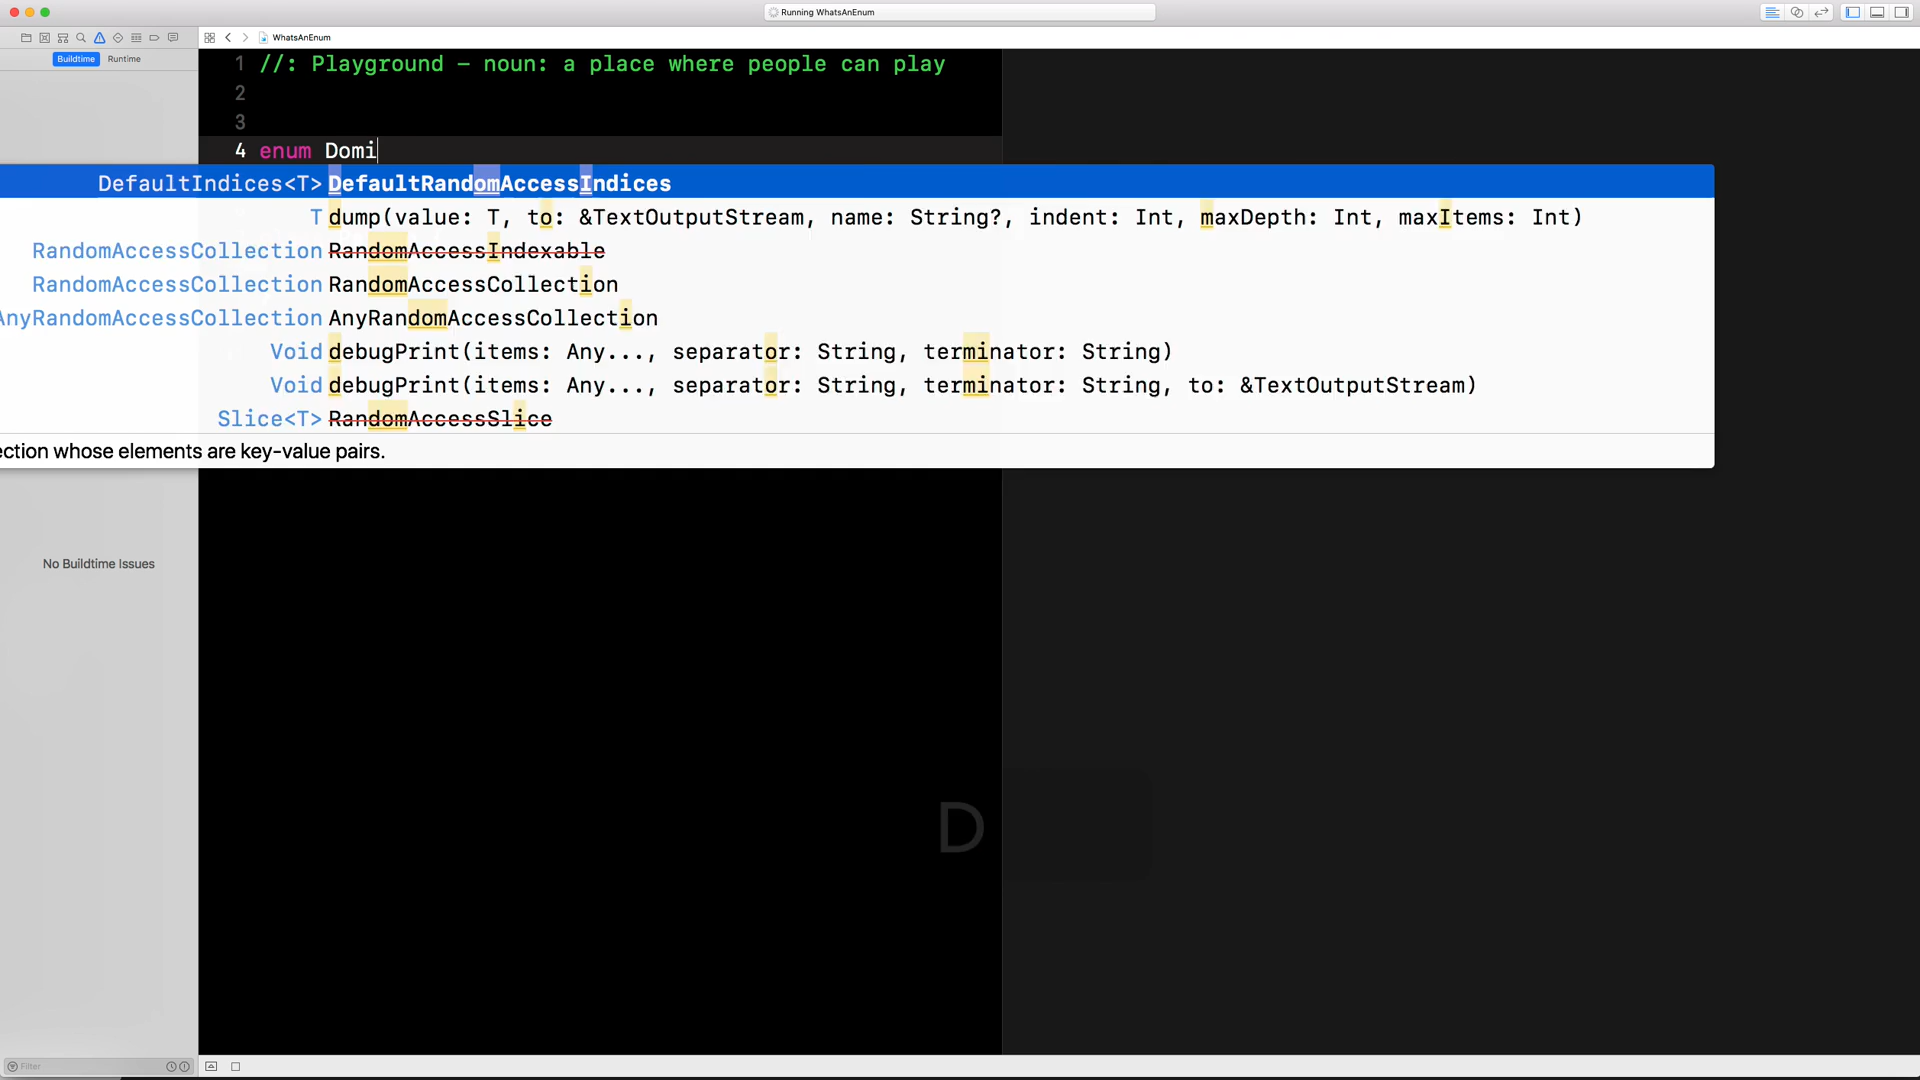 Running WhatsAnEnum
WhatsAnEnum
Buildtime Runtime
1 //: Playground – noun: a place where people can play
2
3
4 enum Domi
DefaultIndices<T> DefaultRandomAccessIndices
T dump(value: T, to: &TextOutputStream, name: String?, indent: Int, maxDepth: Int, maxItems: Int)
RandomAccessCollection RandomAccessIndexable
RandomAccessCollection RandomAccessCollection
AnyRandomAccessCollection AnyRandomAccessCollection
Void debugPrint(items: Any..., separator: String, terminator: String)
Void debugPrint(items: Any..., separator: String, terminator: String, to: &TextOutputStream)
Slice<T> RandomAccessSlice
ection whose elements are key-value pairs.
No Buildtime Issues
D
Filter